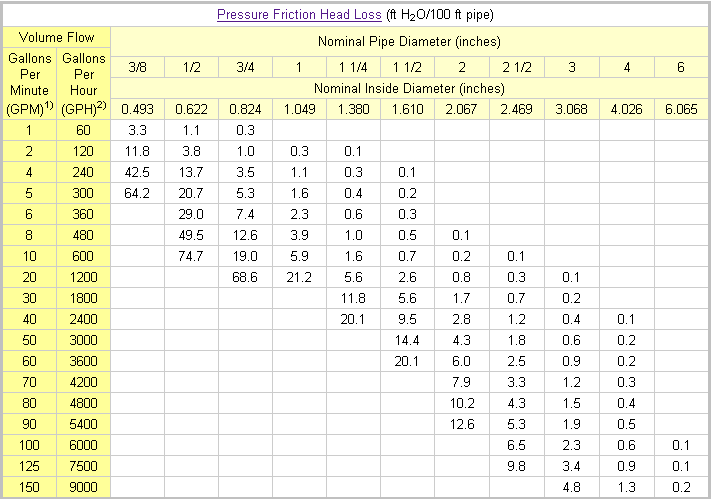 Pressure Friction Head Loss (ft H2O/100 ft pipe)
Volume Flow Nominal Pipe Diameter (inches)
Gallons Per Minute (GPM)1) Gallons Per Hour (GPH)2) 3/8 1/2 3/4 1 1 1/4 1 1/2 2 2 1/2 3 4 6
Nominal Inside Diameter (inches)
0.493 0.622 0.824 1.049 1.380 1.610 2.067 2.469 3.068 4.026 6.065
1 60 3.3 1.1 0.3
2 120 11.8 3.8 1.0 0.3 0.1
4 240 42.5 13.7 3.5 1.1 0.3 0.1
5 300 64.2 20.7 5.3 1.6 0.4 0.2
6 360 29.0 7.4 2.3 0.6 0.3
8 480 49.5 12.6 3.9 1.0 0.5 0.1
10 600 74.7 19.0 5.9 1.6 0.7 0.2 0.1
20 1200 68.6 21.2 5.6 2.6 0.8 0.3 0.1
30 1800 11.8 5.6 1.7 0.7 0.2
40 2400 20.1 9.5 2.8 1.2 0.4 0.1
50 3000 14.4 4.3 1.8 0.6 0.2
60 3600 20.1 6.0 2.5 0.9 0.2
70 4200 7.9 3.3 1.2 0.3
80 4800 10.2 4.3 1.5 0.4
90 5400 12.6 5.3 1.9 0.5
100 6000 6.5 2.3 0.6 0.1
125 7500 9.8 3.4 0.9 0.1
150 9000 4.8 1.3 0.2